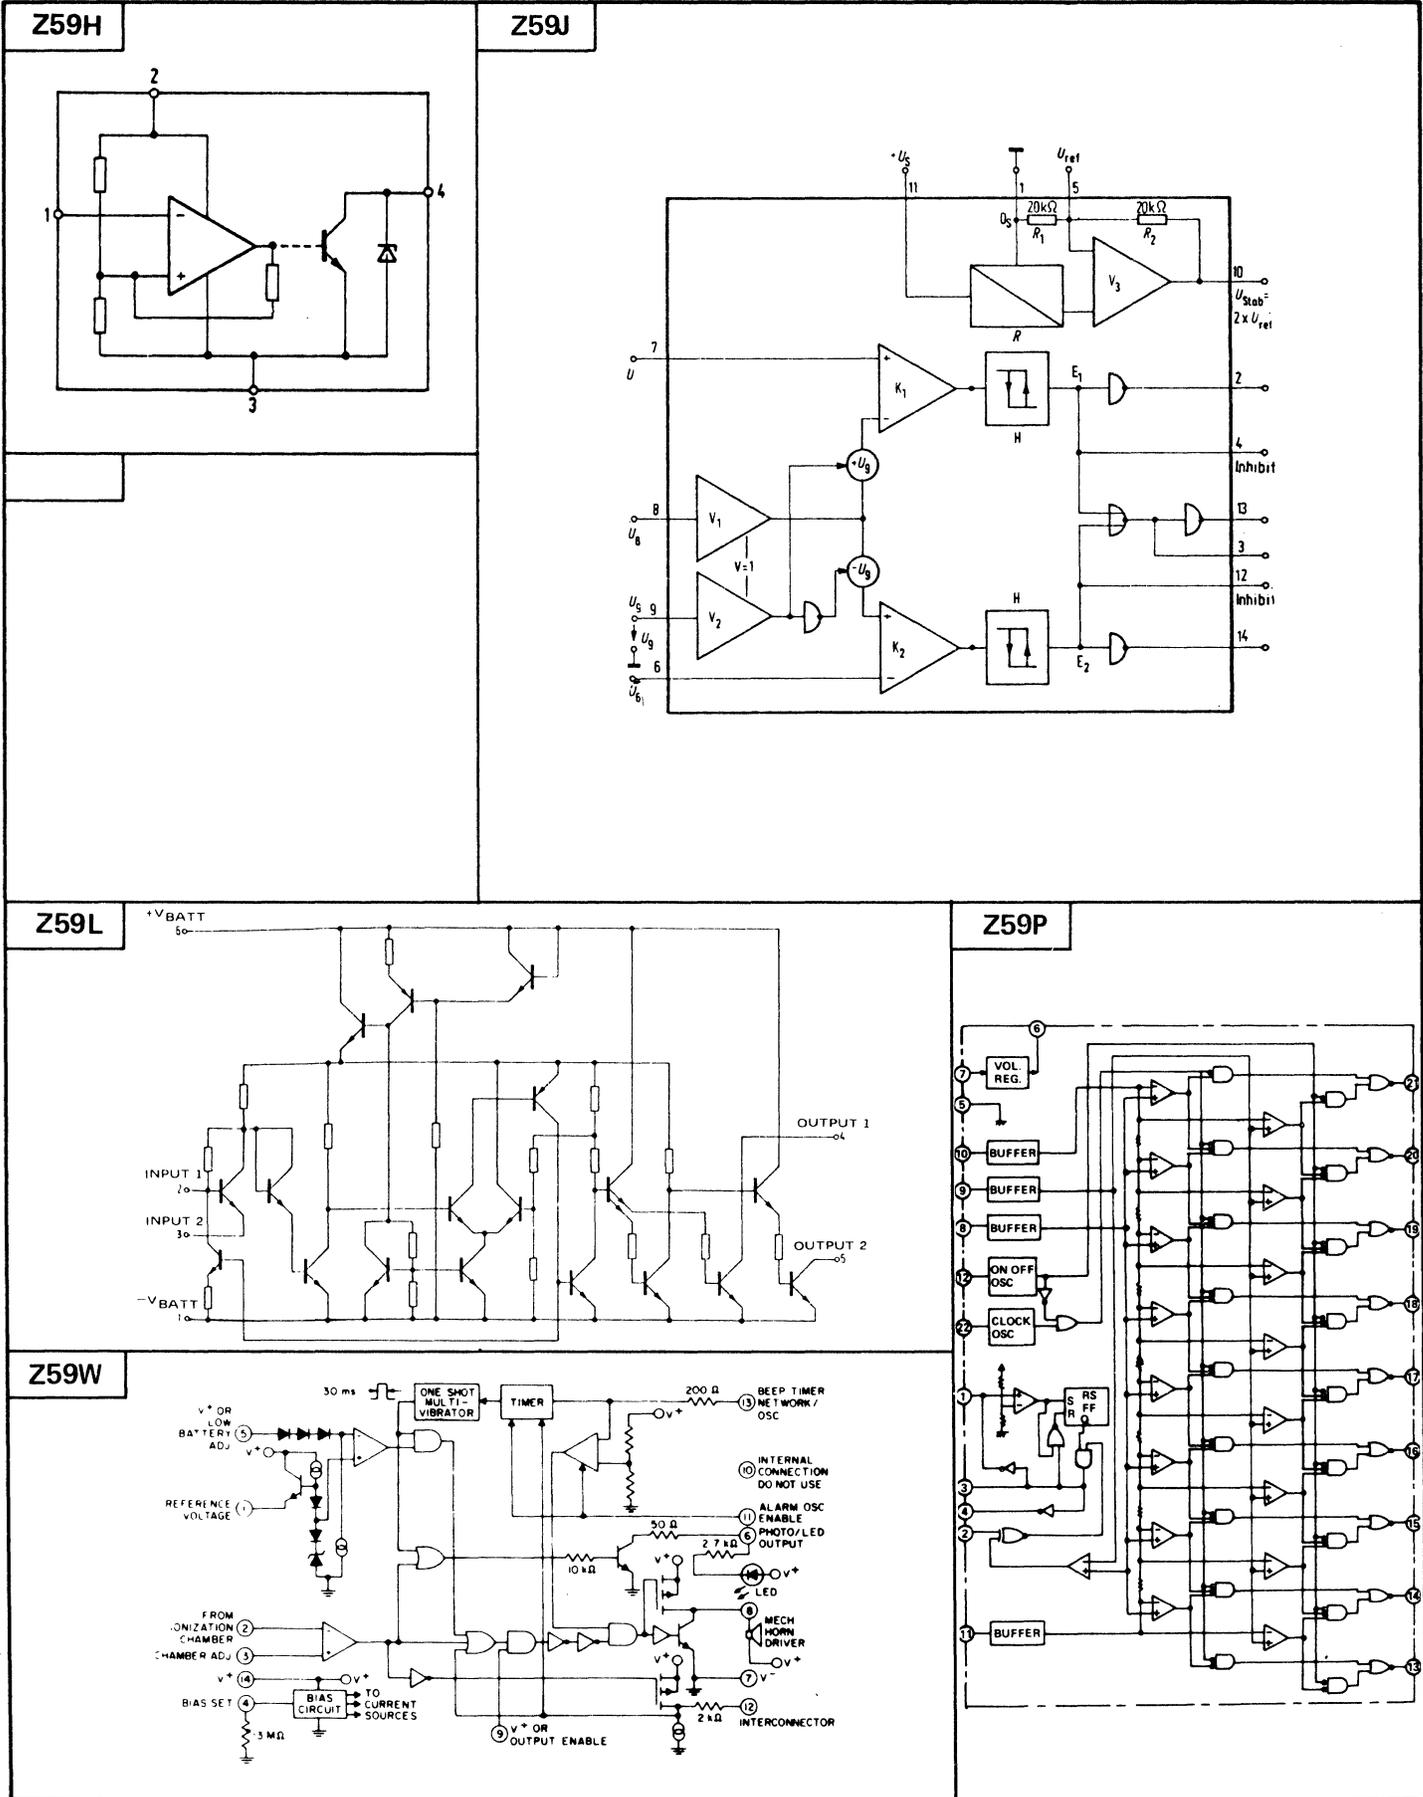 Z59H
2
1
4
−
+
3
Z59J
+US
Uref
11
1
5
0S
20kΩ
20kΩ
R1
R2
V3
R
10
UStab=
2 x Uref
7
U
+
K1
−
E1
H
2
4
Inhibit
+Ug
8
U8
V1
V=1
−Ug
13
3
12
Inhibit
9
Ug
V2
H
+
K2
−
E2
14
6
U6
Z59L
+VBATT
6
OUTPUT 1
4
INPUT 1
2
INPUT 2
3
OUTPUT 2
5
−VBATT
1
Z59P
6
7
VOL.
REG.
5
10
BUFFER
9
BUFFER
8
BUFFER
12
ON OFF
OSC
22
CLOCK
OSC
1
RS
FF
S
R
Q
3
4
2
11
BUFFER
21
20
19
18
17
16
15
14
13
Z59W
30 ms
ONE SHOT
MULTI-
VIBRATOR
TIMER
200 Ω
13
BEEP TIMER
NETWORK/
OSC
V+ OR
LOW
BATTERY
ADJ
5
V+
V+
10
INTERNAL
CONNECTION
DO NOT USE
REFERENCE
VOLTAGE
1
11
ALARM OSC
ENABLE
50 Ω
6
PHOTO/LED
OUTPUT
2.7 kΩ
10 kΩ
V+
V+
LED
FROM
IONIZATION
CHAMBER
2
CHAMBER ADJ
3
8
MECH
HORN
DRIVER
V+
V+
7
V−
V+
14
V+
BIAS SET
4
BIAS
CIRCUIT
TO
CURRENT
SOURCES
3 MΩ
9
V+ OR
OUTPUT ENABLE
2 kΩ
12
INTERCONNECTOR